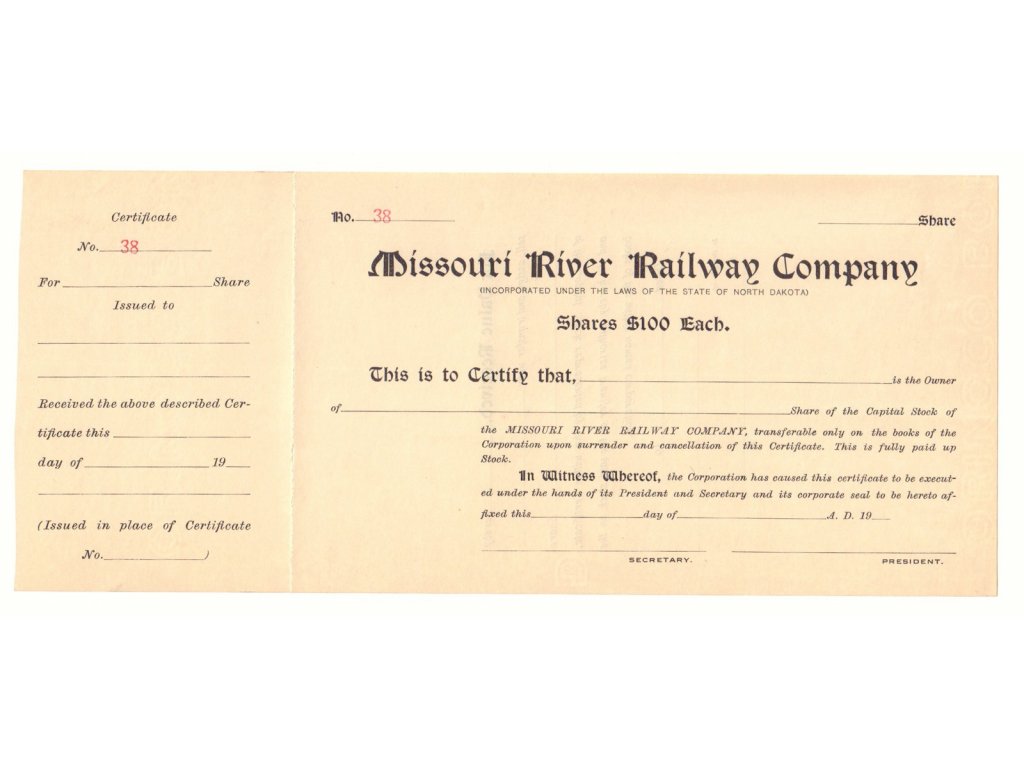 Certificate
No. 38
For Share
Issued to
Received the above described Cer-
tificate this
day of 19
(Issued in place of Certificate
No. )
No. 38 Share
Missouri River Railway Company
(INCORPORATED UNDER THE LAWS OF THE STATE OF NORTH DAKOTA)
Shares $100 Each.
This is to Certify that, is the Owner
of Share of the Capital Stock of
the MISSOURI RIVER RAILWAY COMPANY, transferable only on the books of the
Corporation upon surrender and cancellation of this Certificate. This is fully paid up
Stock.
In Witness Whereof, the Corporation has caused this certificate to be execut-
ed under the hands of its President and Secretary and its corporate seal to be hereto af-
fixed this day of A. D. 19
SECRETARY. PRESIDENT.